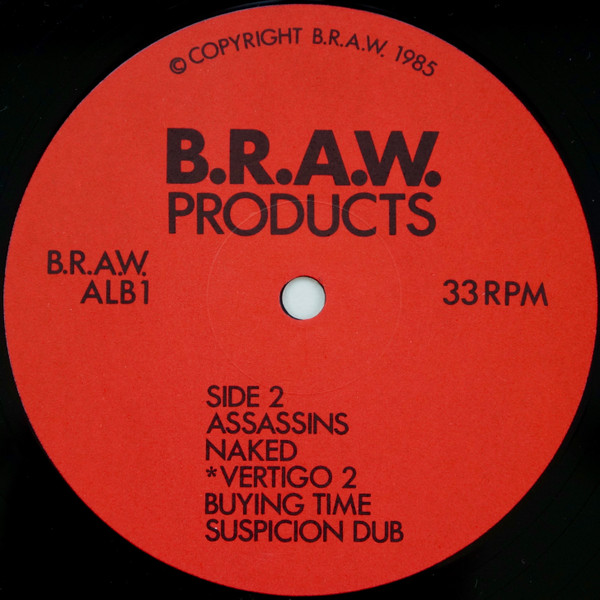 © COPYRIGHT B.R.A.W. 1985
B.R.A.W.
PRODUCTS
B.R.A.W.
ALB1
33 RPM
SIDE 2
ASSASSINS
NAKED
*VERTIGO 2
BUYING TIME
SUSPICION DUB